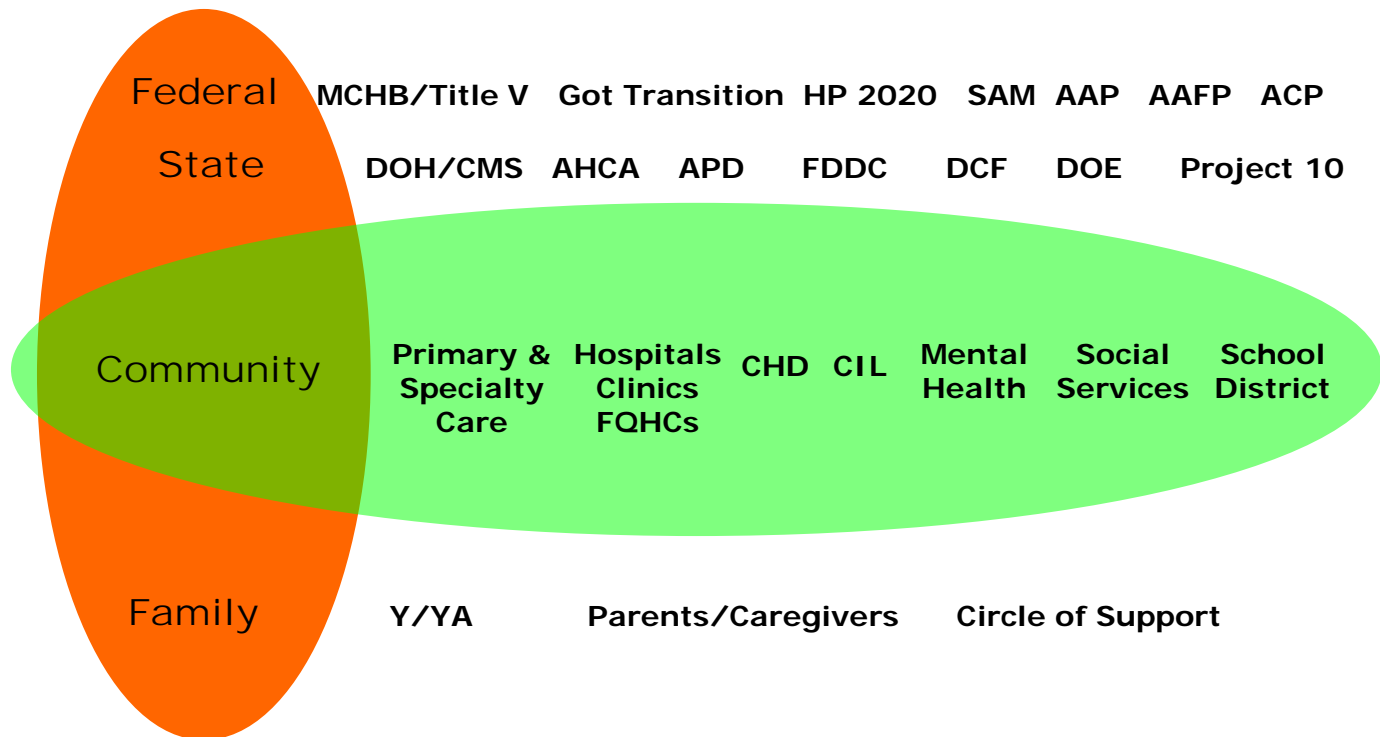 Federal MCHB/Title V Got Transition HP 2020 SAM AAP AAFP ACP
State DOH/CMS AHCA APD FDDC DCF DOE Project 10
Community
Primary &
Specialty
Care
Hospitals
Clinics
FQHCs
CHD
CIL
Mental
Health
Social
Services
School
District
Family Y/YA Parents/Caregivers Circle of Support